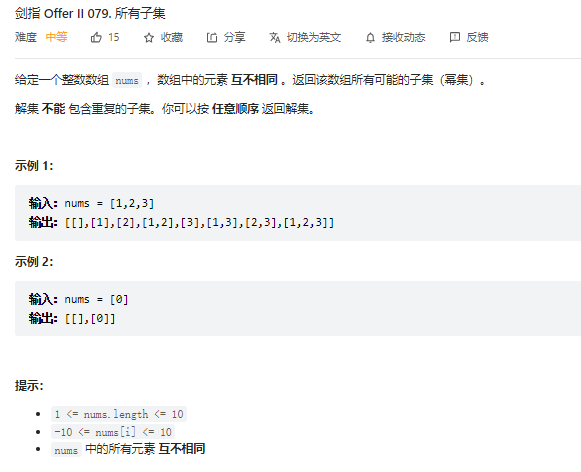 剑指 Offer II 079. 所有子集
难度 中等 15 收藏 分享 切换为英文 接收动态 反馈
给定一个整数数组 nums ，数组中的元素 互不相同 。返回该数组所有可能的子集（幂集）。
解集 不能 包含重复的子集。你可以按 任意顺序 返回解集。
示例 1：
输入：nums = [1,2,3]
输出：[[],[1],[2],[1,2],[3],[1,3],[2,3],[1,2,3]]
示例 2：
输入：nums = [0]
输出：[[],[0]]
提示：
1 <= nums.length <= 10
-10 <= nums[i] <= 10
nums 中的所有元素 互不相同